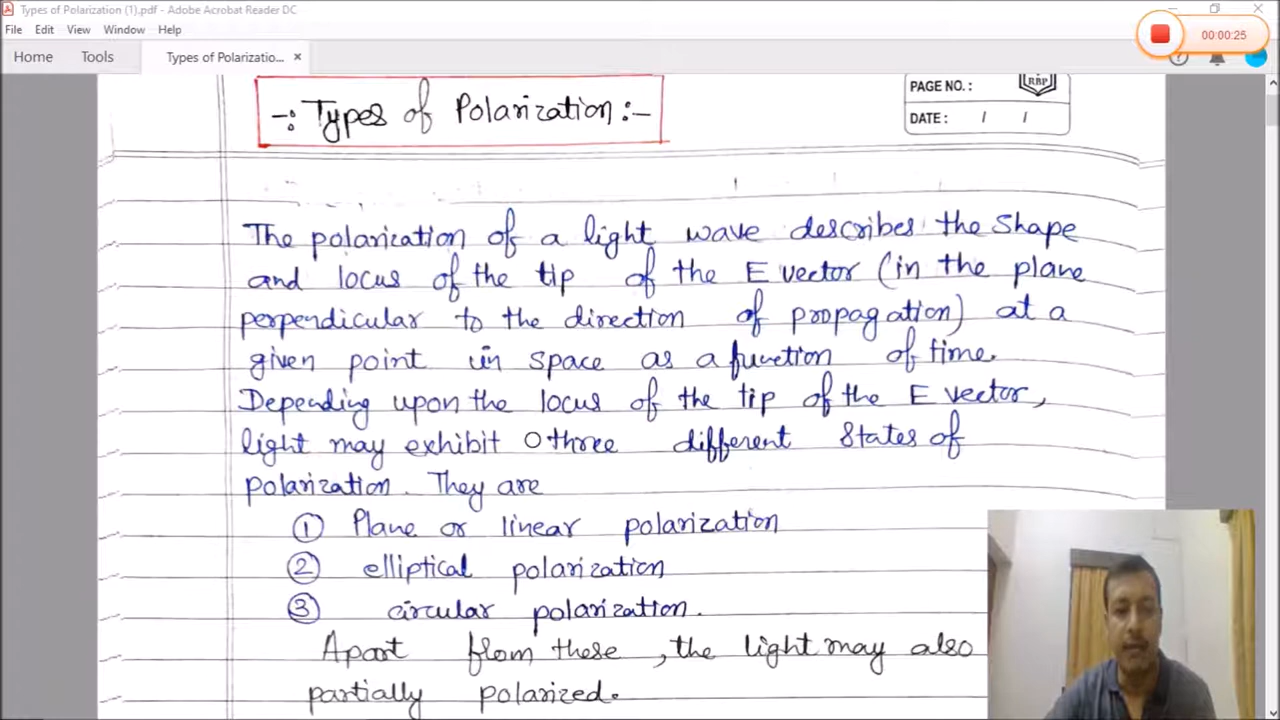 Types of Polarization (1).pdf - Adobe Acrobat Reader DC
File Edit View Window Help
00:00:25
Home Tools Types of Polarizatio... ×
-: Types of Polarization :-
PAGE NO. :
RBP
DATE : / /
The polarization of a light wave describes the Shape
and locus of the tip of the E vector (in the plane
perpendicular to the direction of propagation) at a
given point in space as a function of time.
Depending upon the locus of the tip of the E vector,
light may exhibit three different States of
polarization. They are
① Plane or linear polarization
② elliptical polarization
③ circular polarization.
Apart from these, the light may also
partially polarized.